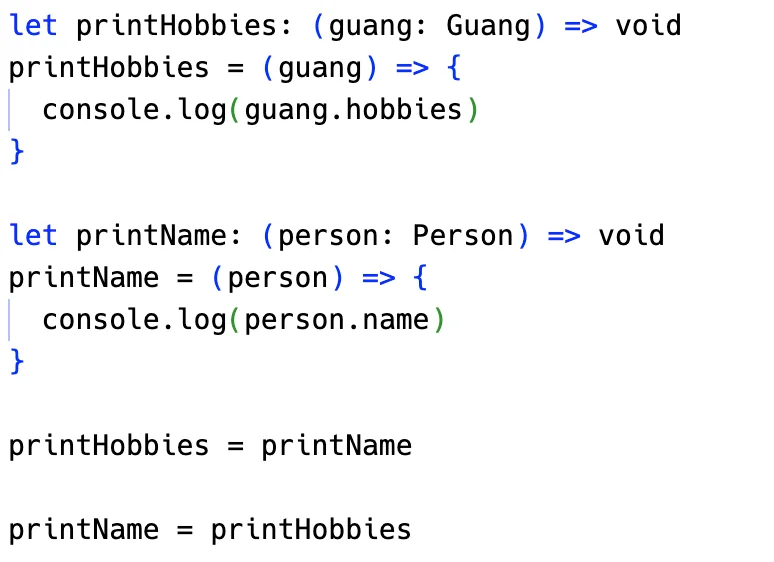 let printHobbies: (guang: Guang) => void
printHobbies = (guang) => {
  console.log(guang.hobbies)
}
let printName: (person: Person) => void
printName = (person) => {
  console.log(person.name)
}
printHobbies = printName
printName = printHobbies